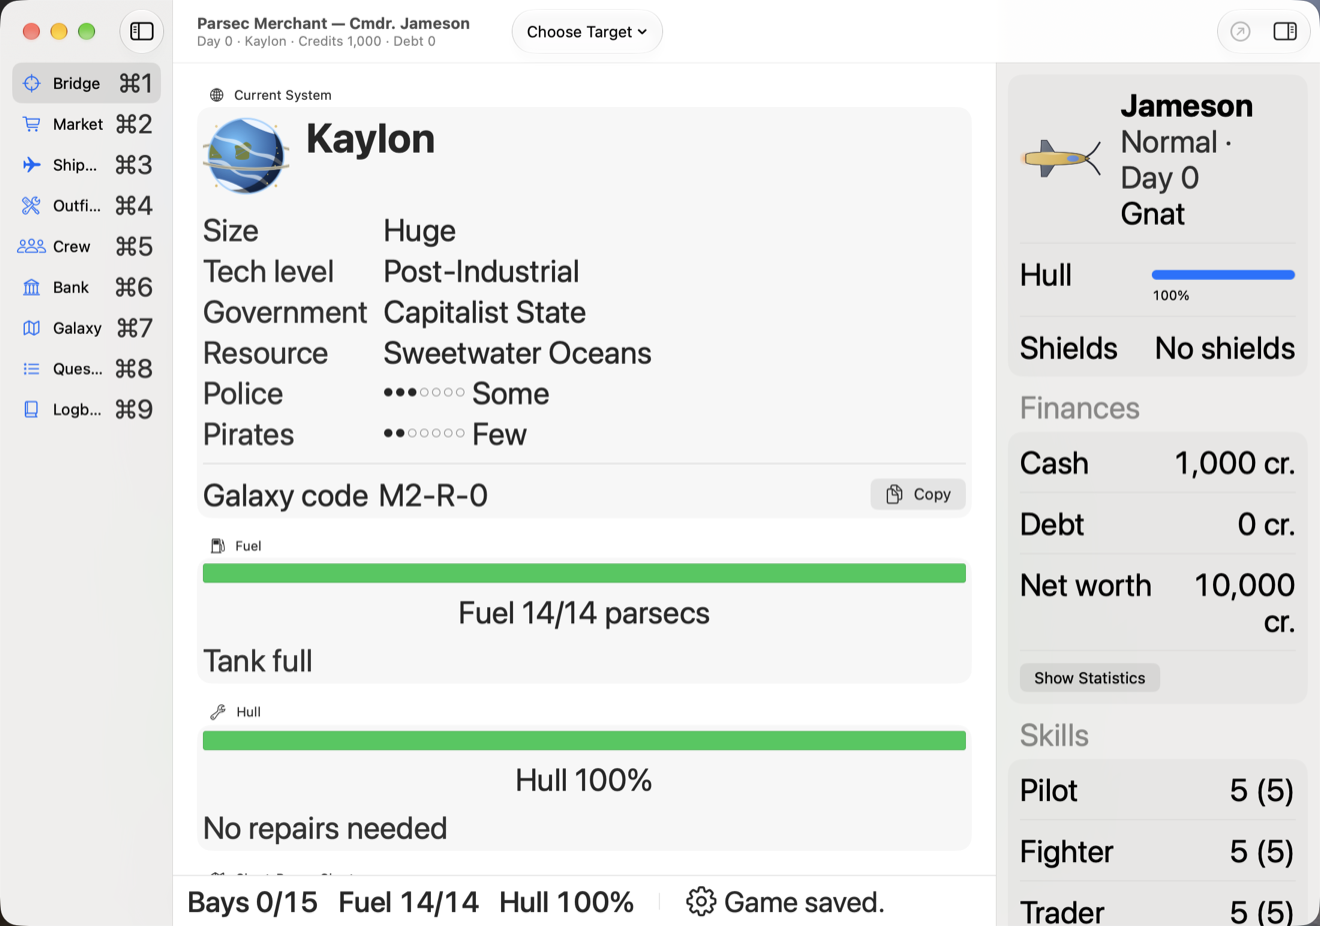 Parsec Merchant — Cmdr. Jameson
Day 0 · Kaylon · Credits 1,000 · Debt 0
Choose Target
Bridge ⌘1
Market ⌘2
Ship... ⌘3
Outfi... ⌘4
Crew ⌘5
Bank ⌘6
Galaxy ⌘7
Ques... ⌘8
Logb... ⌘9
Current System
Kaylon
Size Huge
Tech level Post-Industrial
Government Capitalist State
Resource Sweetwater Oceans
Police ●●●○○○○ Some
Pirates ●●○○○○○ Few
Galaxy code M2-R-0
Copy
Fuel
Fuel 14/14 parsecs
Tank full
Hull
Hull 100%
No repairs needed
Bays 0/15 Fuel 14/14 Hull 100% Game saved.
Jameson
Normal ·
Day 0
Gnat
Hull
100%
Shields No shields
Finances
Cash 1,000 cr.
Debt 0 cr.
Net worth 10,000
cr.
Show Statistics
Skills
Pilot 5 (5)
Fighter 5 (5)
Trader 5 (5)